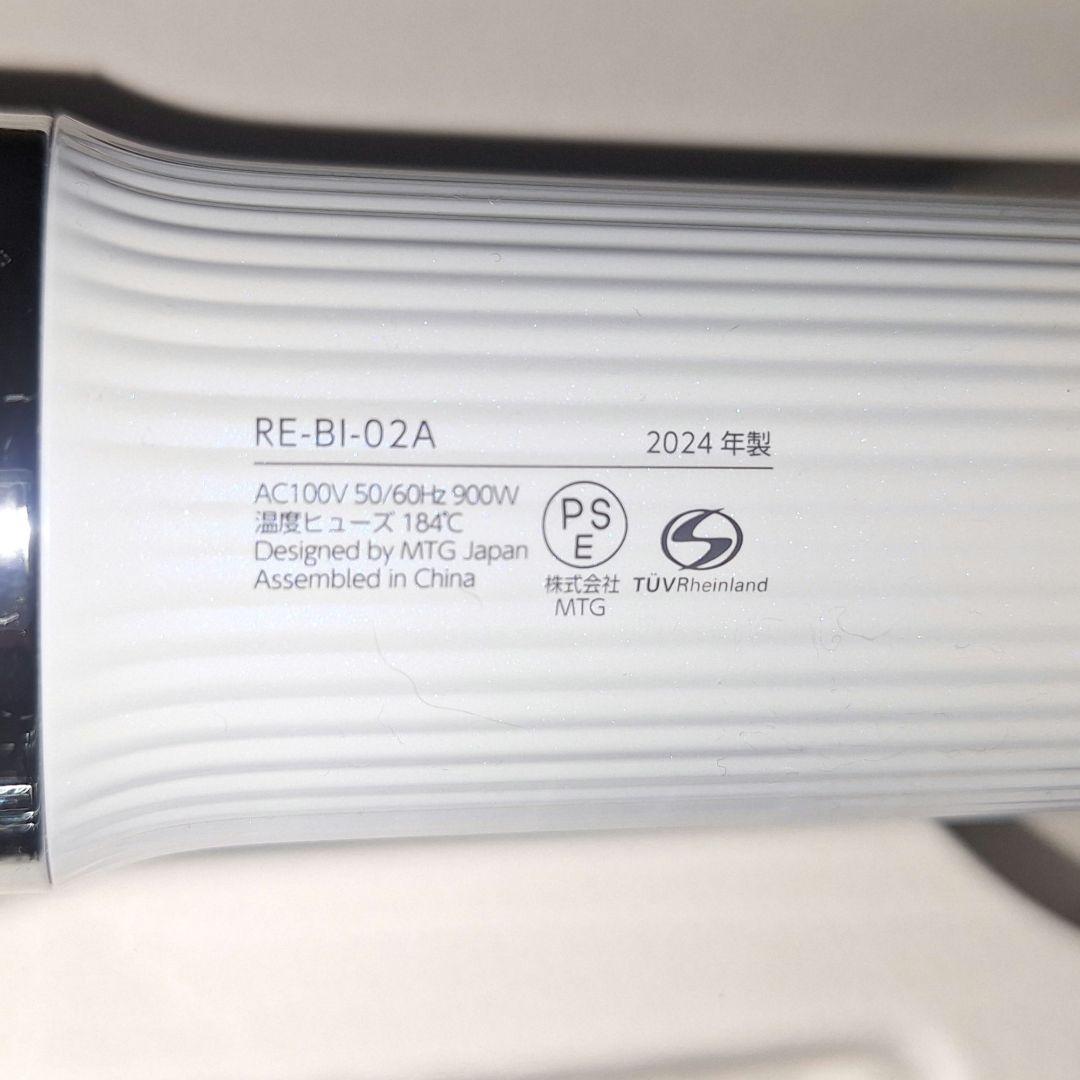 RE-BI-02A
2024 年製
AC100V 50/60Hz 900W
温度ヒューズ 184℃
Designed by MTG Japan
Assembled in China
PS
E
株式会社
MTG
TÜVRheinland